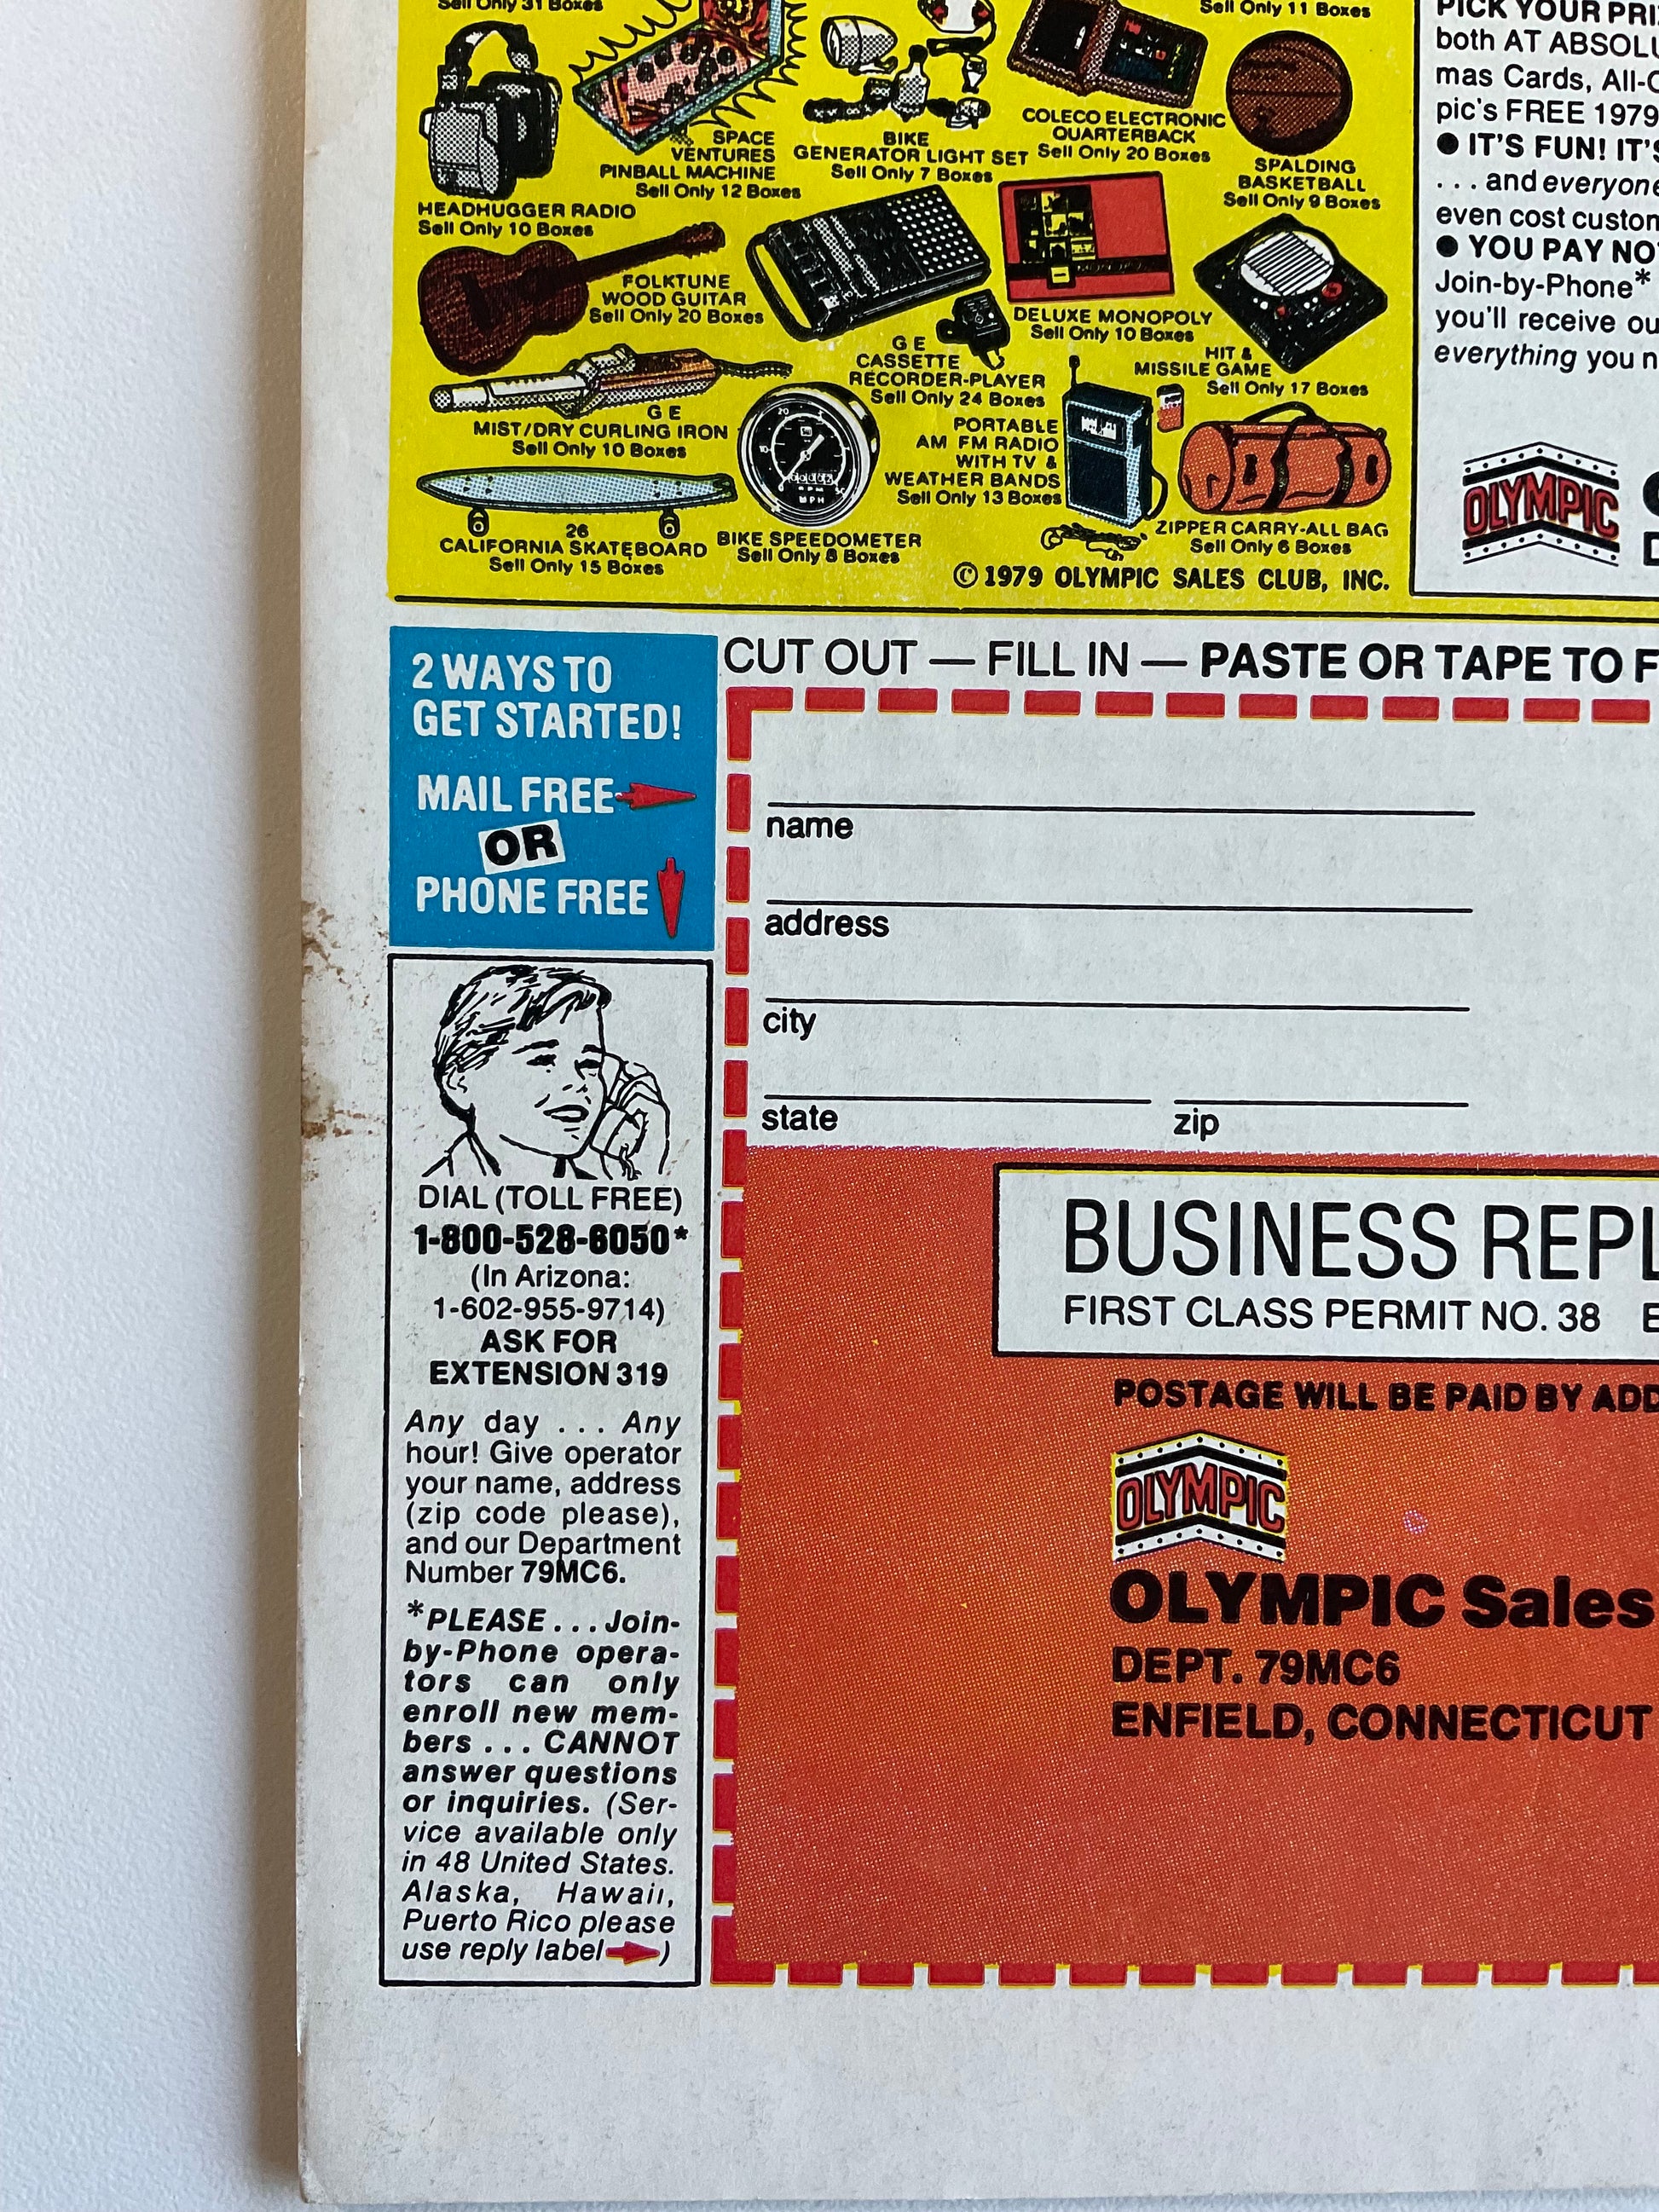 Sell Only 31 Boxes
Sell Only 11 Boxes
SPACE
VENTURES
PINBALL MACHINE
Sell Only 12 Boxes
BIKE
GENERATOR LIGHT SET
Sell Only 7 Boxes
COLECO ELECTRONIC
QUARTERBACK
Sell Only 20 Boxes
SPALDING
BASKETBALL
Sell Only 9 Boxes
HEADHUGGER RADIO
Sell Only 10 Boxes
FOLKTUNE
WOOD GUITAR
Sell Only 20 Boxes
G E
CASSETTE
RECORDER-PLAYER
Sell Only 24 Boxes
DELUXE MONOPOLY
Sell Only 10 Boxes
HIT &
MISSILE GAME
Sell Only 17 Boxes
G E
MIST/DRY CURLING IRON
Sell Only 10 Boxes
PORTABLE
AM FM RADIO
WITH TV &
WEATHER BANDS
Sell Only 13 Boxes
26
CALIFORNIA SKATEBOARD
Sell Only 15 Boxes
MPH
BIKE SPEEDOMETER
Sell Only 8 Boxes
ZIPPER CARRY-ALL BAG
Sell Only 6 Boxes
© 1979 OLYMPIC SALES CLUB, INC.
PICK YOUR PRI
both AT ABSOLU
mas Cards, All-O
pic's FREE 1979
● IT'S FUN! IT'S
. . . and everyone
even cost custom
● YOU PAY NOT
Join-by-Phone*
you'll receive ou
everything you n
OLYMPIC
2 WAYS TO
GET STARTED!
MAIL FREE
OR
PHONE FREE
DIAL (TOLL FREE)
1-800-528-6050*
(In Arizona:
1-602-955-9714)
ASK FOR
EXTENSION 319
Any day . . . Any
hour! Give operator
your name, address
(zip code please),
and our Department
Number 79MC6.
*PLEASE . . . Join-
by-Phone opera-
tors can only
enroll new mem-
bers . . . CANNOT
answer questions
or inquiries. (Ser-
vice available only
in 48 United States.
Alaska, Hawaii,
Puerto Rico please
use reply label )
CUT OUT — FILL IN — PASTE OR TAPE TO F
name
address
city
state zip
BUSINESS REPL
FIRST CLASS PERMIT NO. 38 E
POSTAGE WILL BE PAID BY ADD
OLYMPIC
OLYMPIC Sales
DEPT. 79MC6
ENFIELD, CONNECTICUT